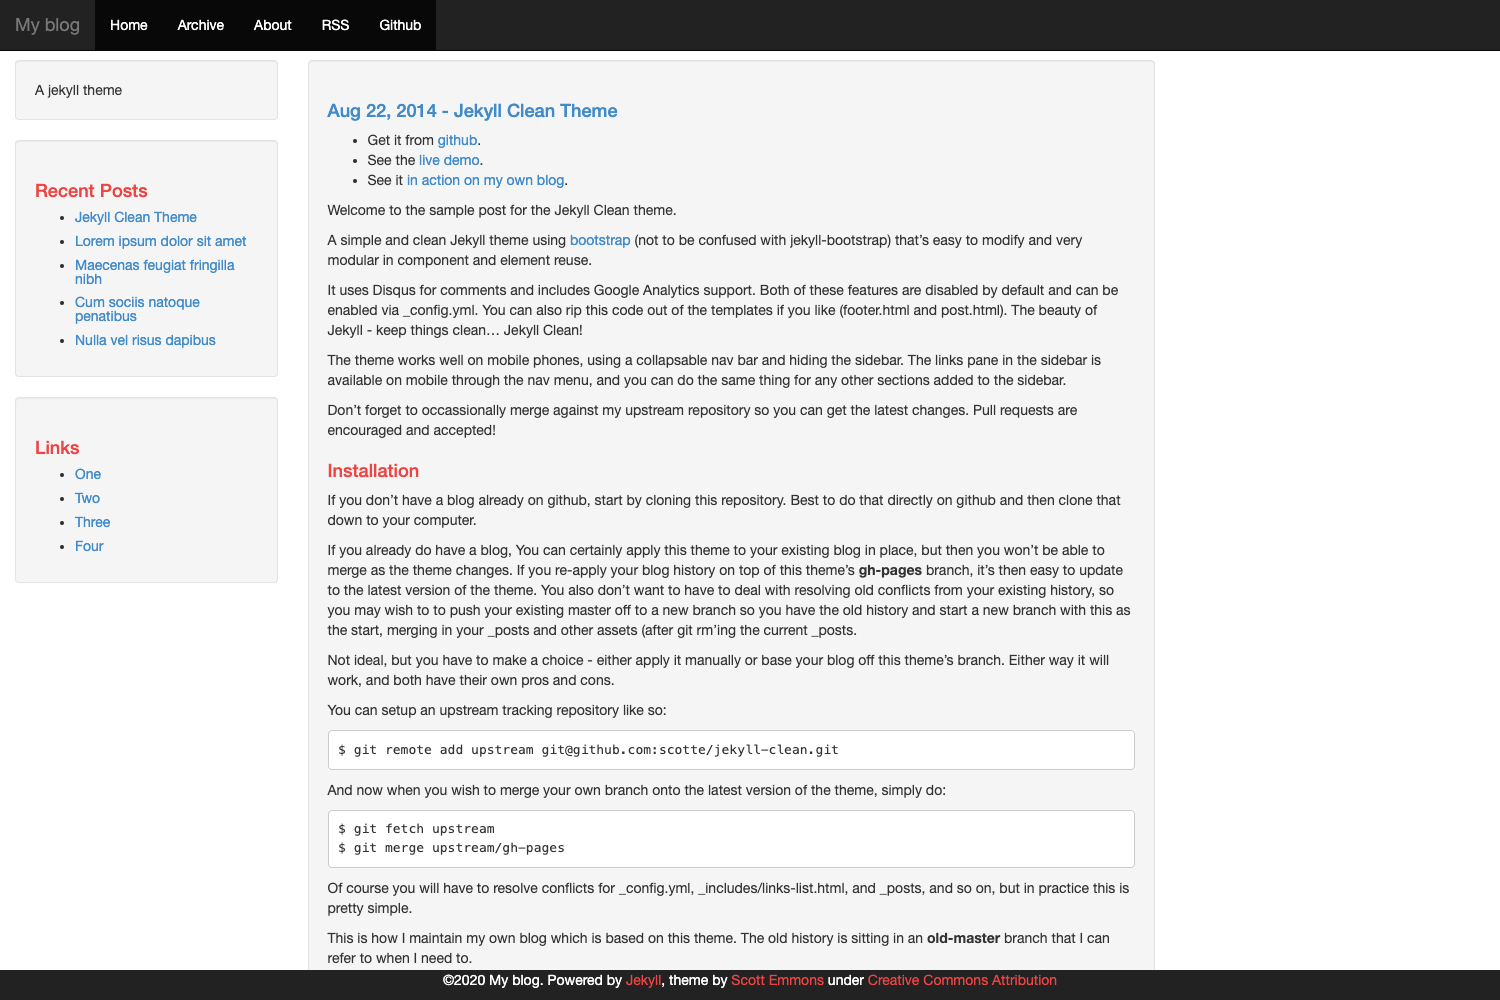 My blog
Home
Archive
About
RSS
Github
A jekyll theme
Recent Posts
Jekyll Clean Theme
Lorem ipsum dolor sit amet
Maecenas feugiat fringilla
nibh
Cum sociis natoque
penatibus
Nulla vel risus dapibus
Links
One
Two
Three
Four
Aug 22, 2014 - Jekyll Clean Theme
Get it from github.
See the live demo.
See it in action on my own blog.
Welcome to the sample post for the Jekyll Clean theme.
A simple and clean Jekyll theme using bootstrap (not to be confused with jekyll-bootstrap) that’s easy to modify and very
modular in component and element reuse.
It uses Disqus for comments and includes Google Analytics support. Both of these features are disabled by default and can be
enabled via _config.yml. You can also rip this code out of the templates if you like (footer.html and post.html). The beauty of
Jekyll - keep things clean… Jekyll Clean!
The theme works well on mobile phones, using a collapsable nav bar and hiding the sidebar. The links pane in the sidebar is
available on mobile through the nav menu, and you can do the same thing for any other sections added to the sidebar.
Don’t forget to occassionally merge against my upstream repository so you can get the latest changes. Pull requests are
encouraged and accepted!
Installation
If you don’t have a blog already on github, start by cloning this repository. Best to do that directly on github and then clone that
down to your computer.
If you already do have a blog, You can certainly apply this theme to your existing blog in place, but then you won’t be able to
merge as the theme changes. If you re-apply your blog history on top of this theme’s gh-pages branch, it’s then easy to update
to the latest version of the theme. You also don’t want to have to deal with resolving old conflicts from your existing history, so
you may wish to to push your existing master off to a new branch so you have the old history and start a new branch with this as
the start, merging in your _posts and other assets (after git rm’ing the current _posts.
Not ideal, but you have to make a choice - either apply it manually or base your blog off this theme’s branch. Either way it will
work, and both have their own pros and cons.
You can setup an upstream tracking repository like so:
$ git remote add upstream git@github.com:scotte/jekyll-clean.git
And now when you wish to merge your own branch onto the latest version of the theme, simply do:
$ git fetch upstream
$ git merge upstream/gh-pages
Of course you will have to resolve conflicts for _config.yml, _includes/links-list.html, and _posts, and so on, but in practice this is
pretty simple.
This is how I maintain my own blog which is based on this theme. The old history is sitting in an old-master branch that I can
refer to when I need to.
©2020 My blog. Powered by Jekyll, theme by Scott Emmons under Creative Commons Attribution